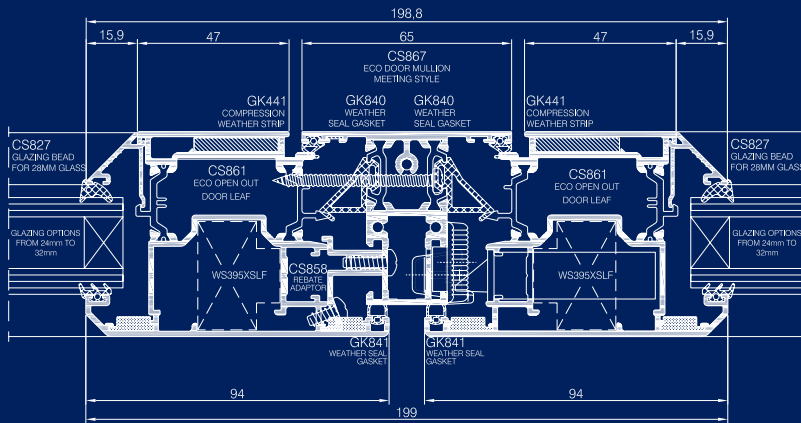 198,8
15,9
47
65
47
15,9
CS867
ECO DOOR MULLION
MEETING STYLE
GK441
COMPRESSION
WEATHER STRIP
GK840
WEATHER
SEAL GASKET
GK840
WEATHER
SEAL GASKET
GK441
COMPRESSION
WEATHER STRIP
CS827
GLAZING BEAD
FOR 28MM GLASS
CS861
ECO OPEN OUT
DOOR LEAF
CS861
ECO OPEN OUT
DOOR LEAF
CS827
GLAZING BEAD
FOR 28MM GLASS
GLAZING OPTIONS
FROM 24mm TO
32mm
WS395XSLF
CS858
REBATE
ADAPTOR
WS395XSLF
GLAZING OPTIONS
FROM 24mm TO
32mm
GK841
WEATHER SEAL
GASKET
GK841
WEATHER SEAL
GASKET
94
94
199